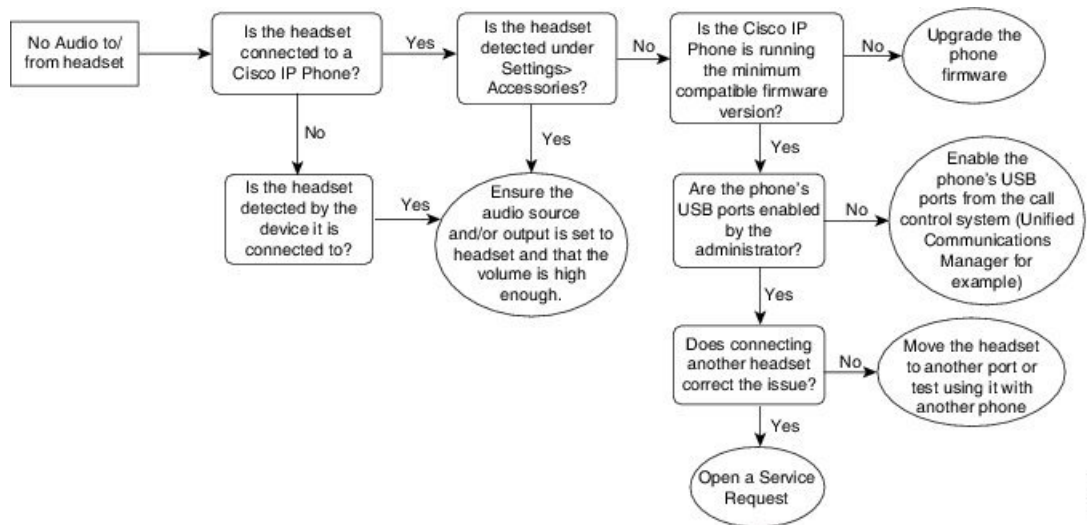 No Audio to/
from headset
Is the headset
connected to a
Cisco IP Phone?
Yes
Is the headset
detected under
Settings>
Accessories?
No
Is the Cisco IP
Phone is running
the minimum
compatible firmware
version?
No
Upgrade the
phone
firmware
No
Yes
Yes
Is the headset
detected by the
device it is
connected to?
Yes
Ensure the
audio source
and/or output is set to
headset and that the
volume is high
enough.
Are the phone's
USB ports enabled
by the
administrator?
No
Enable the
phone's USB
ports from the call
control system (Unified
Communications
Manager for
example)
Yes
Does connecting
another headset
correct the issue?
No
Move the headset
to another port or
test using it with
another phone
Yes
Open a Service
Request